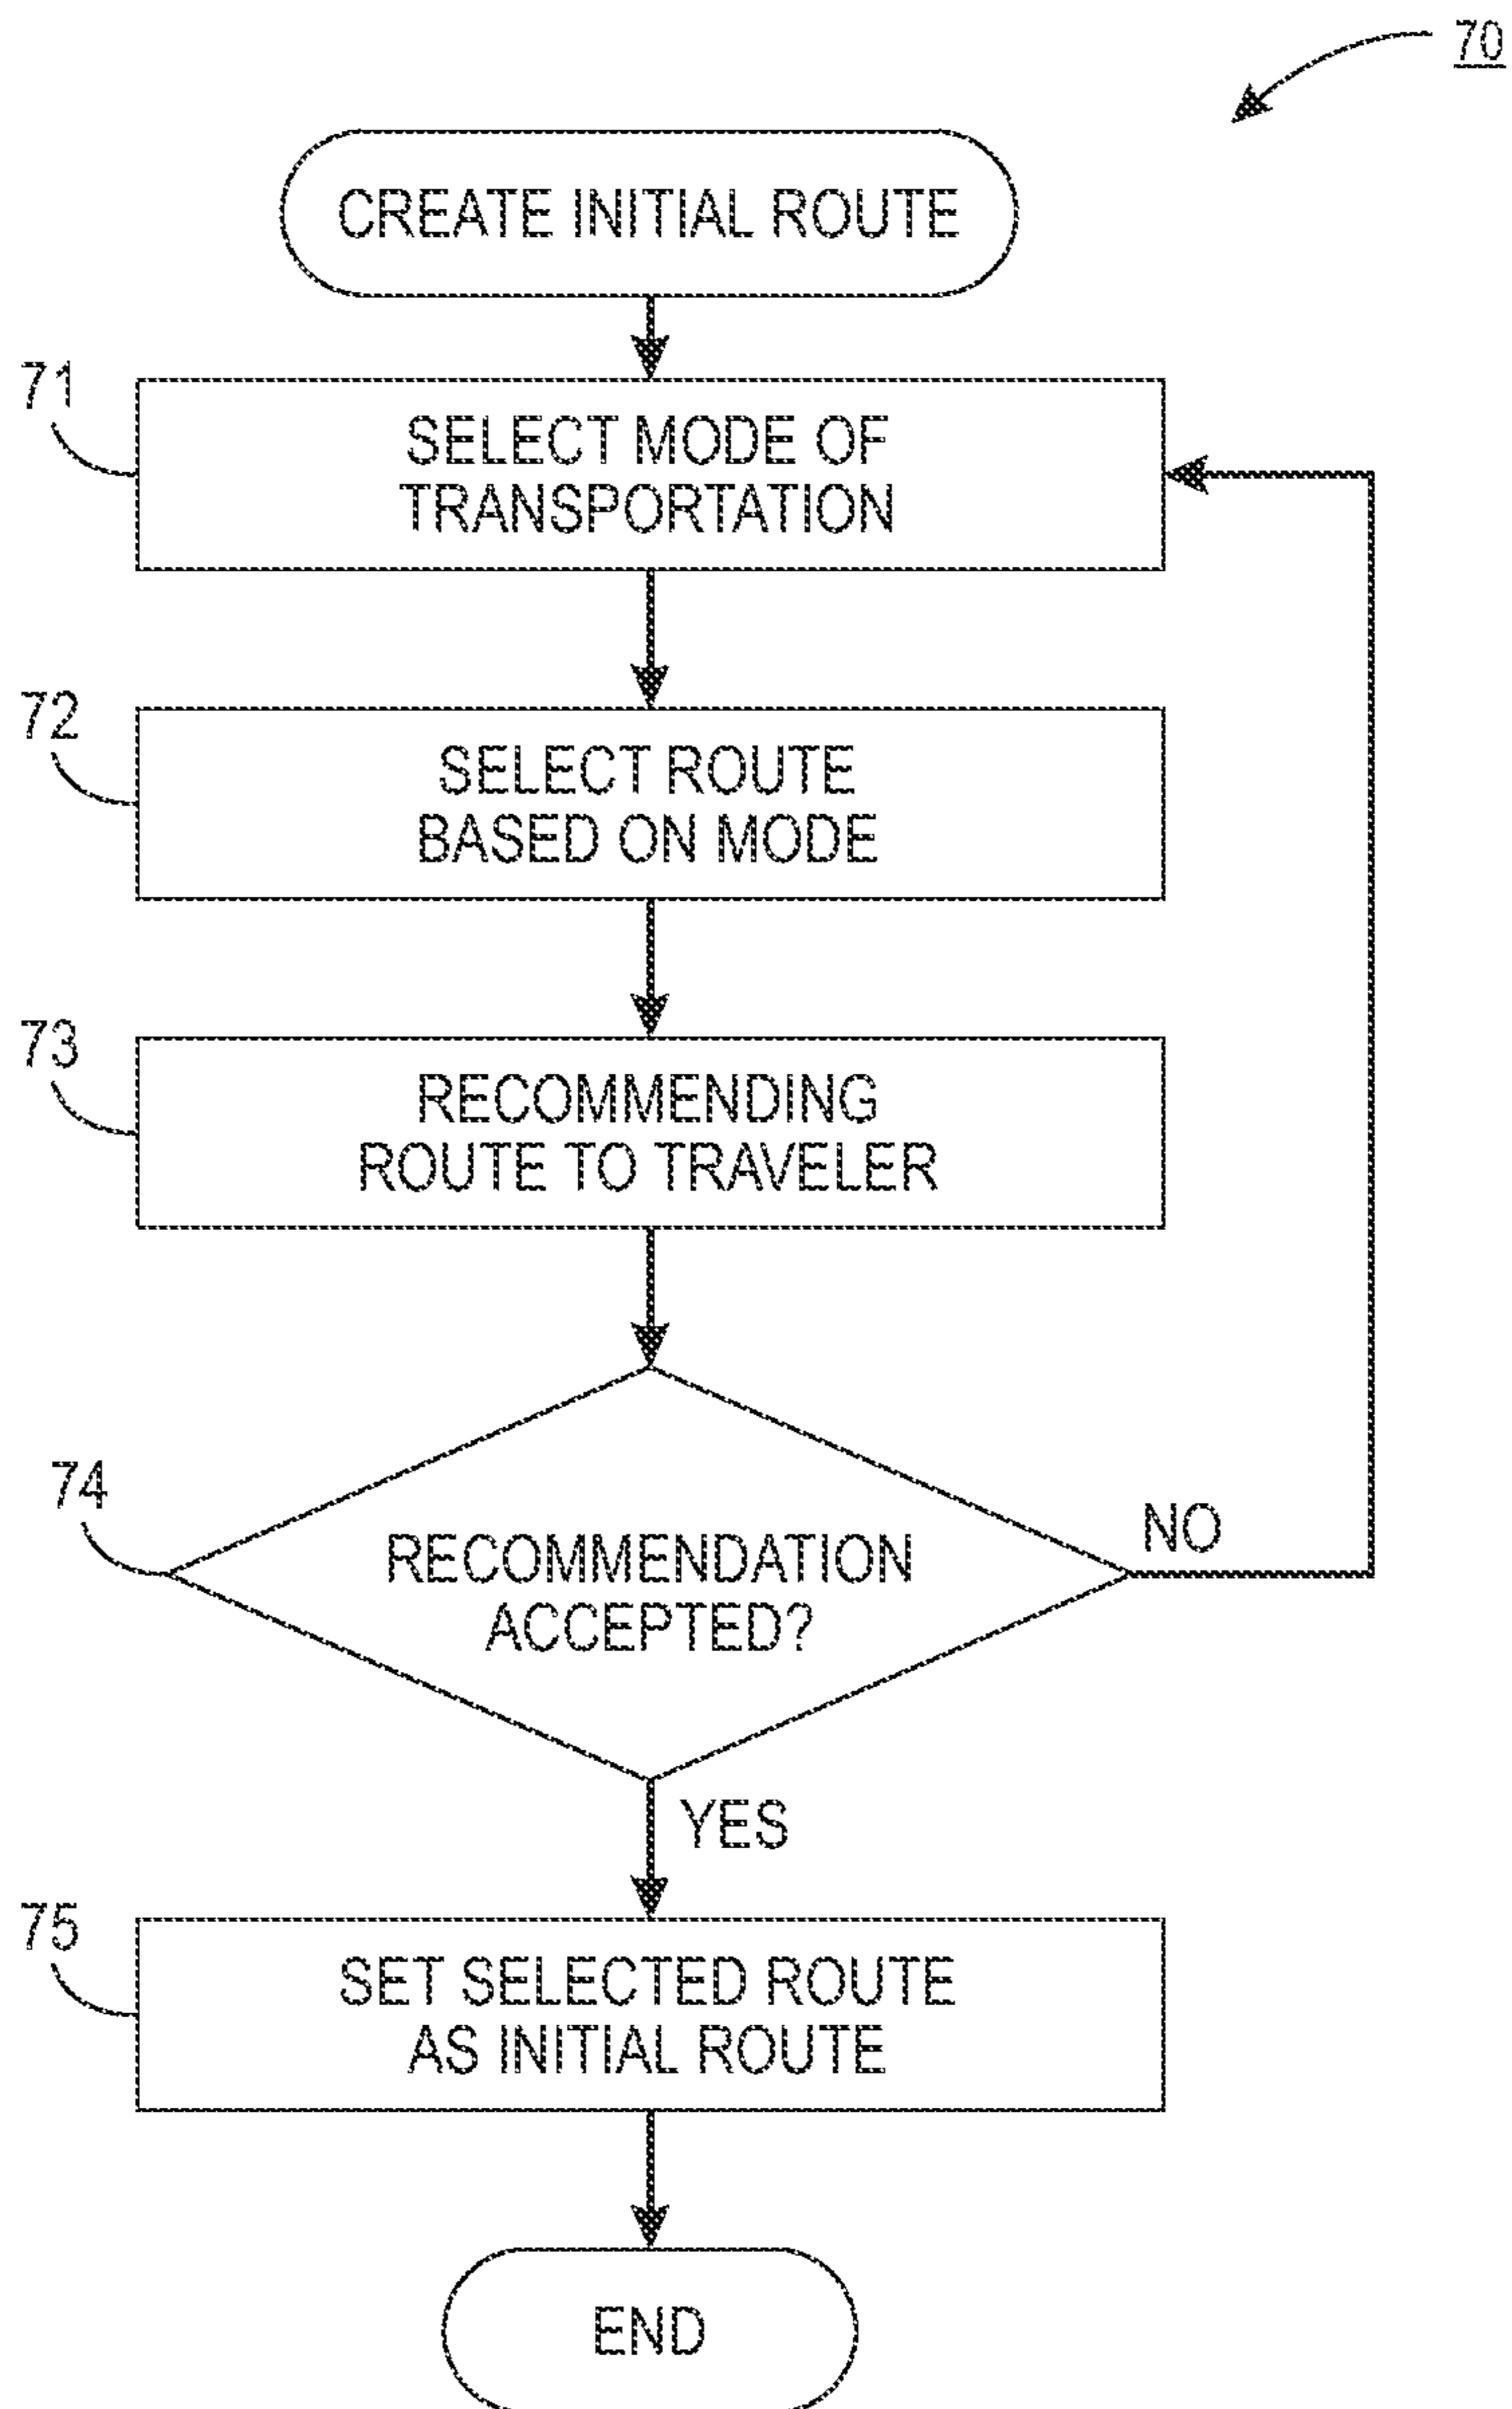 70
CREATE INITIAL ROUTE
71
SELECT MODE OF
TRANSPORTATION
72
SELECT ROUTE
BASED ON MODE
73
RECOMMENDING
ROUTE TO TRAVELER
74
RECOMMENDATION
ACCEPTED?
NO
YES
75
SET SELECTED ROUTE
AS INITIAL ROUTE
END